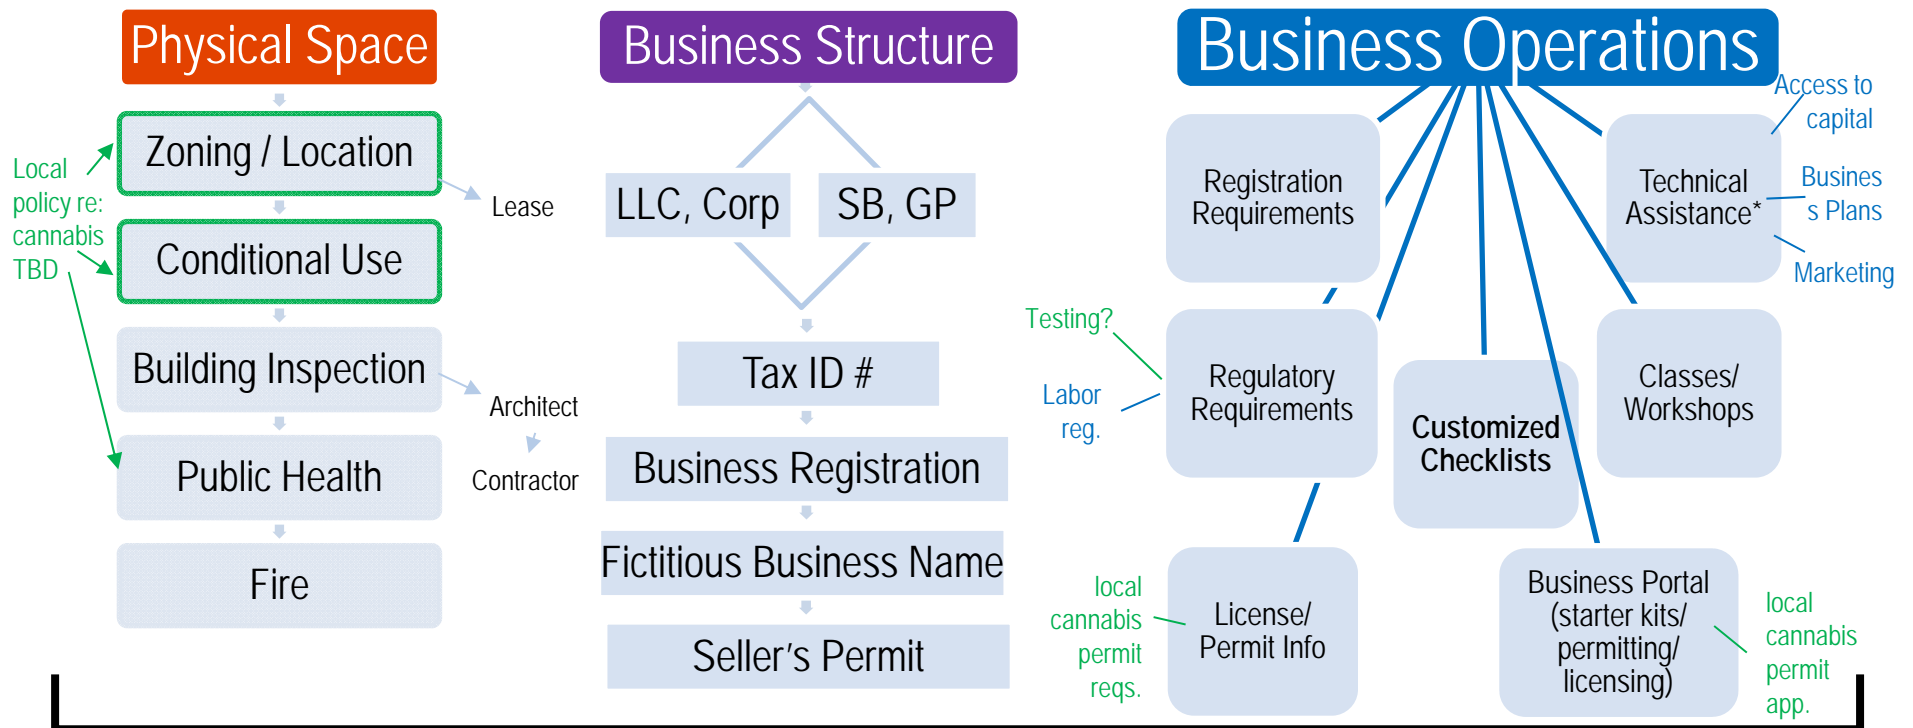 Physical Space
Zoning / Location
Local
policy re:
cannabis
TBD
Lease
Conditional Use
Building Inspection
Architect
Contractor
Public Health
Fire
Business Structure
LLC, Corp
SB, GP
Tax ID #
Business Registration
Fictitious Business Name
Seller’s Permit
Business Operations
Registration
Requirements
Technical
Assistance*
Access to
capital
Busines
s Plans
Marketing
Testing?
Labor
reg.
Regulatory
Requirements
Customized
Checklists
Classes/
Workshops
local
cannabis
permit
reqs.
License/
Permit Info
Business Portal
(starter kits/
permitting/
licensing)
local
cannabis
permit
app.